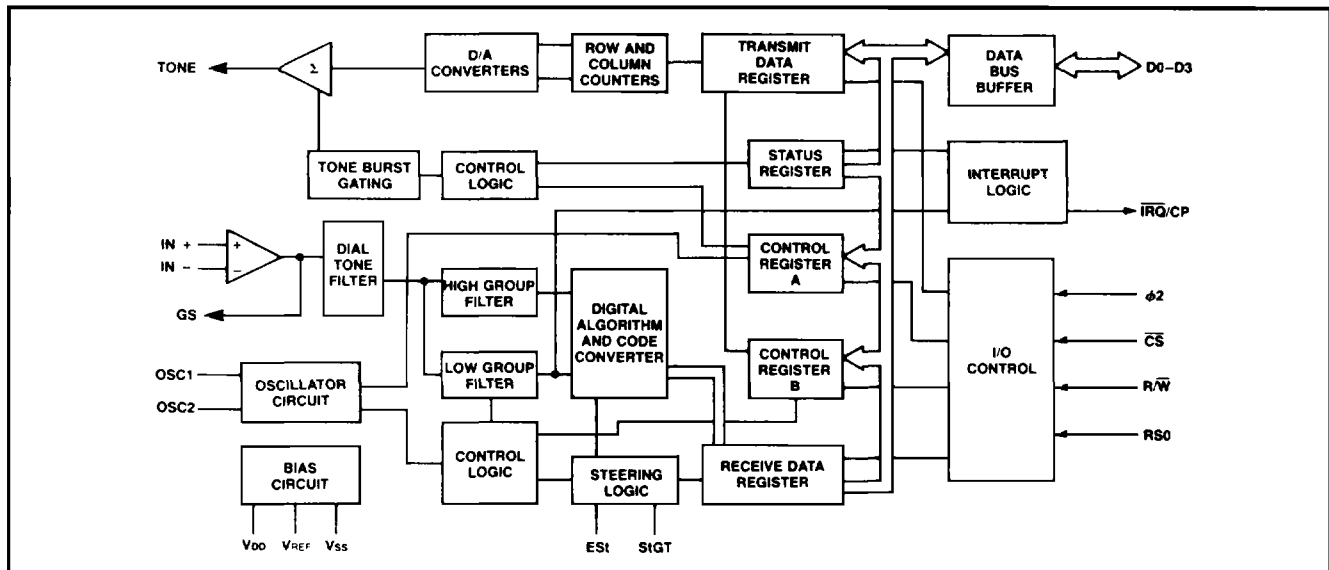 TONE
Σ
D/A
CONVERTERS
ROW AND
COLUMN
COUNTERS
TRANSMIT
DATA
REGISTER
DATA
BUS
BUFFER
D0–D3
TONE BURST
GATING
CONTROL
LOGIC
STATUS
REGISTER
INTERRUPT
LOGIC
IRQ/CP
IN +
IN −
+
−
GS
DIAL
TONE
FILTER
HIGH GROUP
FILTER
LOW GROUP
FILTER
DIGITAL
ALGORITHM
AND CODE
CONVERTER
CONTROL
REGISTER
A
CONTROL
REGISTER
B
I/O
CONTROL
ϕ2
CS
R/W
RS0
OSC1
OSC2
OSCILLATOR
CIRCUIT
BIAS
CIRCUIT
VDD VREF VSS
CONTROL
LOGIC
STEERING
LOGIC
ESt StGT
RECEIVE DATA
REGISTER